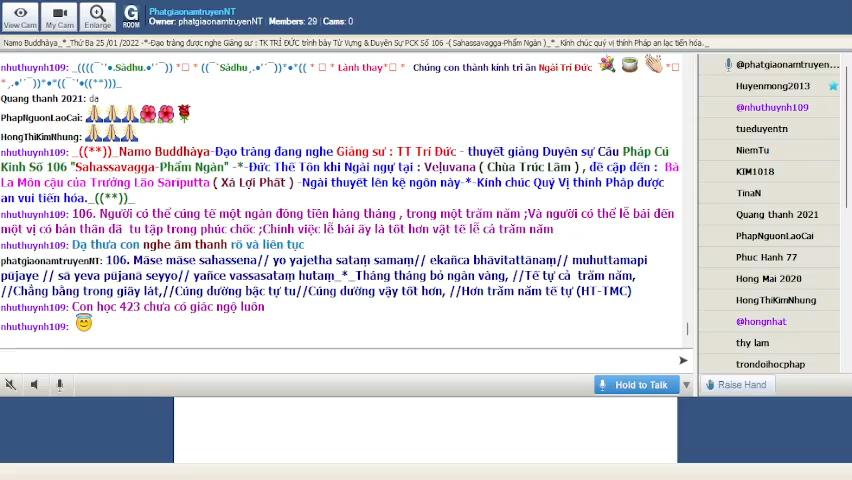 View Cam
My Cam
Enlarge
G ROOM
PhatgiaonamtruyenNT
Owner: phatgiaonamtruyenNT Members: 29 Cams: 0
Namo Buddhàya_*_Thứ Ba 25 /01 /2022 -*-Đạo tràng được nghe Giảng sư : TK TRÍ ĐỨC trình bày Từ Vựng & Duyên Sự PCK Số 106 -( Sahassavagga-Phẩm Ngàn )_*_Kính chúc quý vị thính Pháp an lạc tiến hóa._
nhuthuynh109: Lành thay* Chúng con thành kính tri ân Ngài Trí Đức
Quang thanh 2021: dạ
PhapNguonLaoCai:
HongThiKimNhung:
nhuthuynh109: _((**))_Namo Buddhàya-Đạo tràng đang nghe Giảng sư : TT Trí Đức - thuyết giảng Duyên sự Câu Pháp Cú
Kinh Số 106 "Sahassavagga-Phẩm Ngàn" -*-Đức Thế Tôn khi Ngài ngự tại : Veḷuvana ( Chùa Trúc Lâm ) , đề cập đến : Bà
La Môn cậu của Trưởng Lão Sāriputta ( Xá Lợi Phất ) -Ngài thuyết lên kệ ngôn này-*-Kính chúc Quý Vị thính Pháp được
an vui tiến hóa._((**))_
nhuthuynh109: 106. Người có thể cúng tế một ngàn đồng tiền hàng tháng , trong một trăm năm ;Và người có thể lễ bái đến
một vị có bản thân đã tu tập trong phúc chốc ;Chính việc lễ bái ấy là tốt hơn vật tế lễ cả trăm năm
nhuthuynh109: Dạ thưa con nghe âm thanh rõ và liên tục
phatgiaonamtruyenNT: 106. Māse māse sahassena// yo yajetha sataṃ samaṃ// ekañca bhāvitattānaṃ// muhuttamapi
pūjaye // sā yeva pūjanā seyyo// yañce vassasataṃ hutaṃ_*_Tháng tháng bỏ ngàn vàng, //Tế tự cả trăm năm,
//Chẳng bằng trong giây lát,//Cúng dường bậc tự tu//Cúng dường vậy tốt hơn, //Hơn trăm năm tế tự (HT-TMC)
nhuthuynh109: Con học 423 chưa có giác ngộ luôn
nhuthuynh109:
Hold to Talk
Raise Hand
@phatgiaonamtruyen...
Huyenmong2013
@nhuthuynh109
tueduyentn
NiemTu
KIM1018
TinaN
Quang thanh 2021
PhapNguonLaoCai
Phuc Hanh 77
Hong Mai 2020
HongThiKimNhung
@hongnhat
thy lam
trondoihocphap